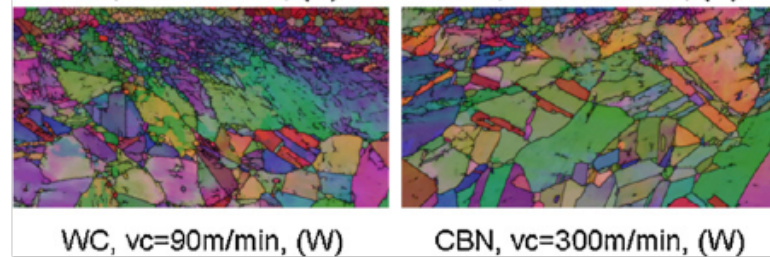 WC, vc=90m/min, (W)
CBN, vc=300m/min, (W)